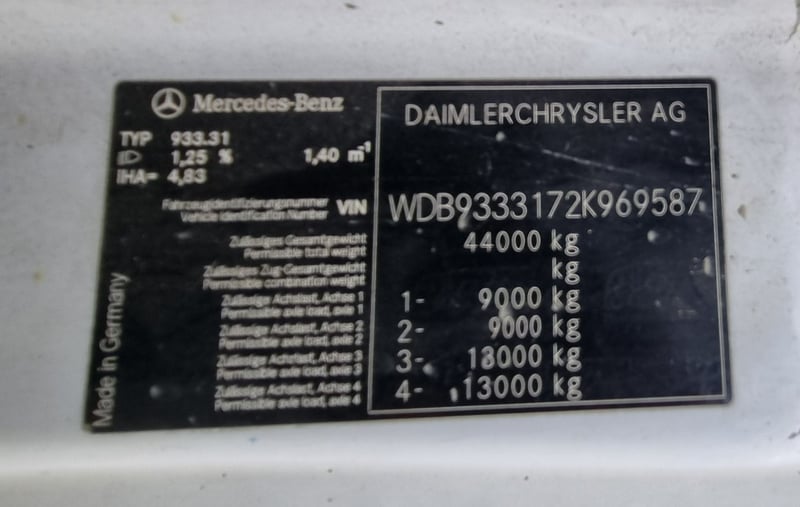 Mercedes-Benz
TYP 933.31
1,25 % 1,40 m⁻¹
IHA= 4,83
DAIMLERCHRYSLER AG
Fahrzeugidentifizierungsnummer
Vehicle Identification Number VIN WDB9333172K969587
Zulässiges Gesamtgewicht
Permissible total weight 44000 kg
Zulässiges Zug-Gesamtgewicht
Permissible combination weight kg
Zulässige Achslast, Achse 1
Permissible axle load, axle 1 1- 9000 kg
Zulässige Achslast, Achse 2
Permissible axle load, axle 2 2- 9000 kg
Zulässige Achslast, Achse 3
Permissible axle load, axle 3 3- 13000 kg
Zulässige Achslast, Achse 4
Permissible axle load, axle 4 4- 13000 kg
Made in Germany